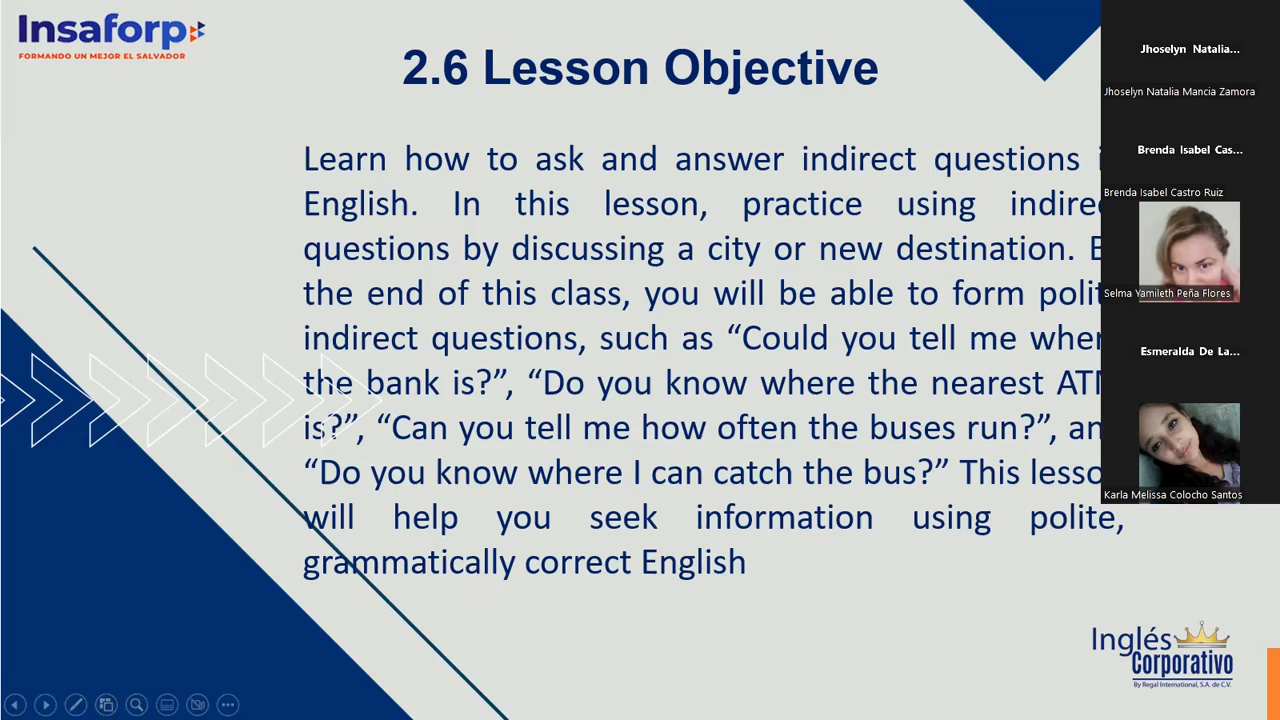 Insaforp
FORMANDO UN MEJOR EL SALVADOR
2.6 Lesson Objective
Learn how to ask and answer indirect questions
English. In this lesson, practice using
questions by discussing a city or new destination.
the end of this class, you will be able to form
indirect questions, such as “Could you tell me
the bank is?”, “Do you know where the nearest
is?”, “Can you tell me how often the buses run?”,
“Do you know where I can catch the bus?” This
will help you seek information using polite,
grammatically correct English
Jhoselyn Natalia...
Jhoselyn Natalia Mancia Zamora
Brenda Isabel Cas...
Brenda Isabel Castro Ruiz
Selma Yamileth Peña Flores
Esmeralda De La...
Karla Melissa Colocho Santos
Inglés
Corporativo
By Regal International, S.A. de C.V.